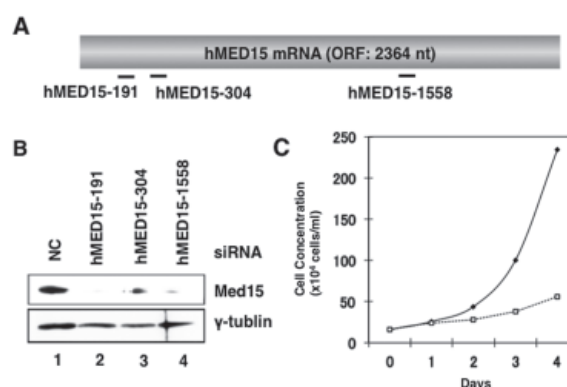 A
hMED15 mRNA (ORF: 2364 nt)
hMED15-191
hMED15-304
hMED15-1558
B
NC
hMED15-191
hMED15-304
hMED15-1558
siRNA
Med15
γ-tublin
1 2 3 4
C
Cell Concentration
(x10⁴ cells/ml)
250
200
150
100
50
0
0 1 2 3 4
Days